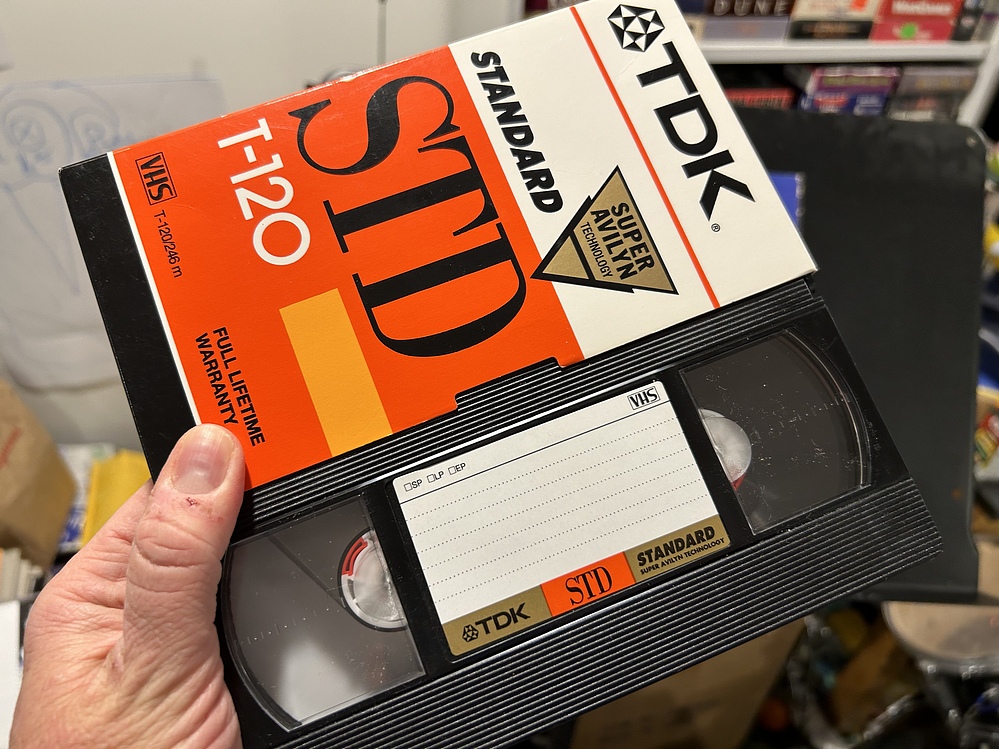 TDK®
STANDARD
SUPER
AVILYN
TECHNOLOGY
STD
T-120
VHS
T-120/246 m
FULL LIFETIME
WARRANTY
VHS
SP LP EP
TDK
STD
STANDARD
SUPER AVILYN TECHNOLOGY
DUNE